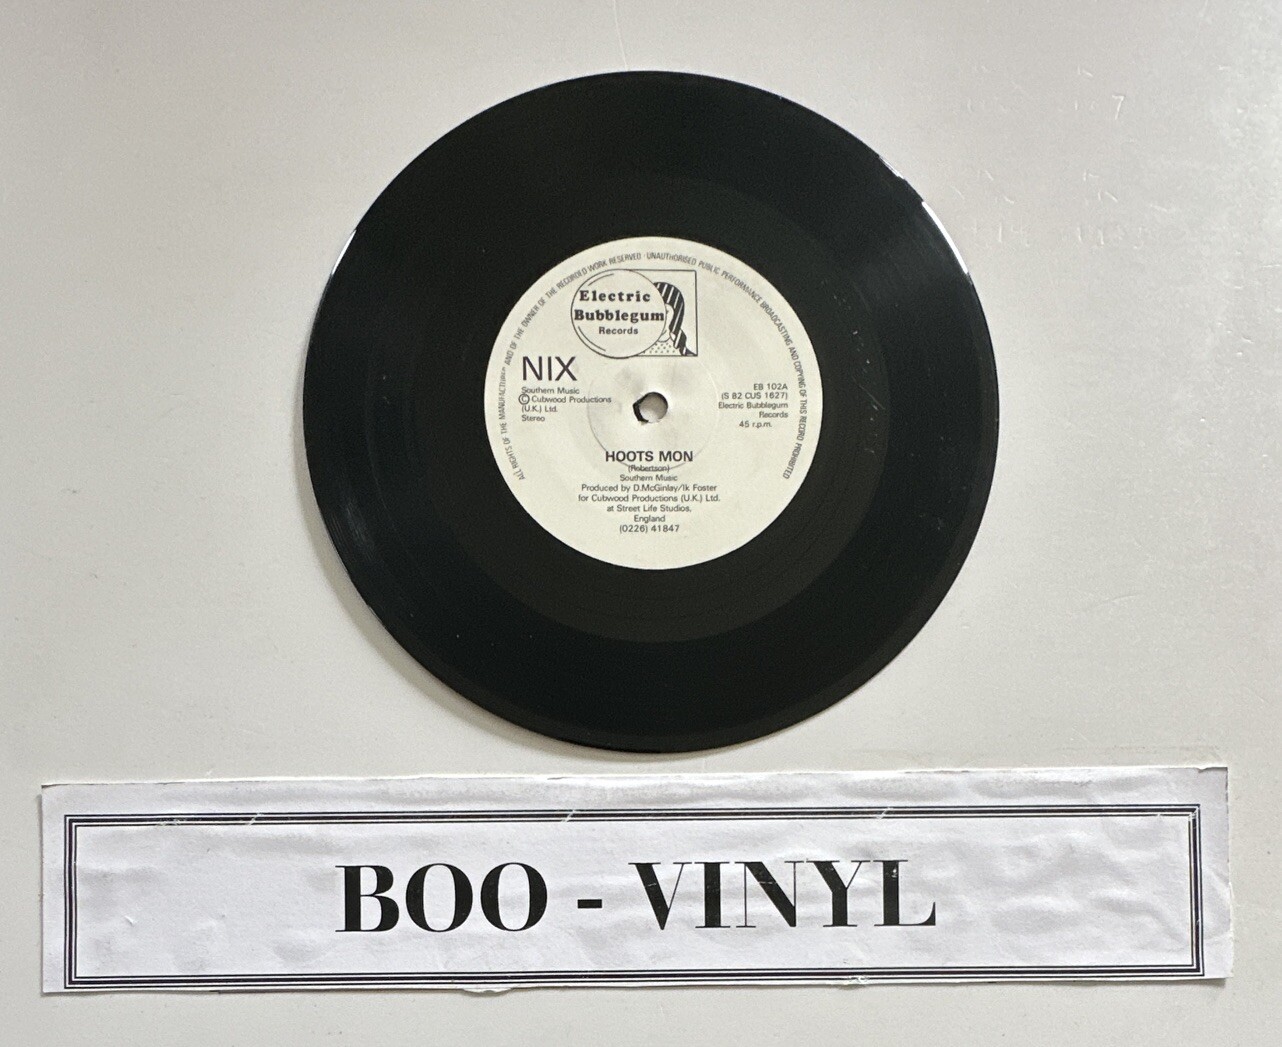 ALL RIGHTS OF THE MANUFACTURER AND OF THE OWNER OF THE RECORDED WORK RESERVED · UNAUTHORISED PUBLIC PERFORMANCE BROADCASTING AND COPYING OF THIS RECORD PROHIBITED
Electric
Bubblegum
Records
NIX
Southern Music
Ⓒ Cubwood Productions
(U.K.) Ltd.
Stereo
EB 102A
(S 82 CUS 1627)
Electric Bubblegum
Records
45 r.p.m.
HOOTS MON
(Robertson)
Southern Music
Produced by D.McGinlay/Ik Foster
for Cubwood Productions (U.K.) Ltd.
at Street Life Studios.
England
(0226) 41847
BOO - VINYL